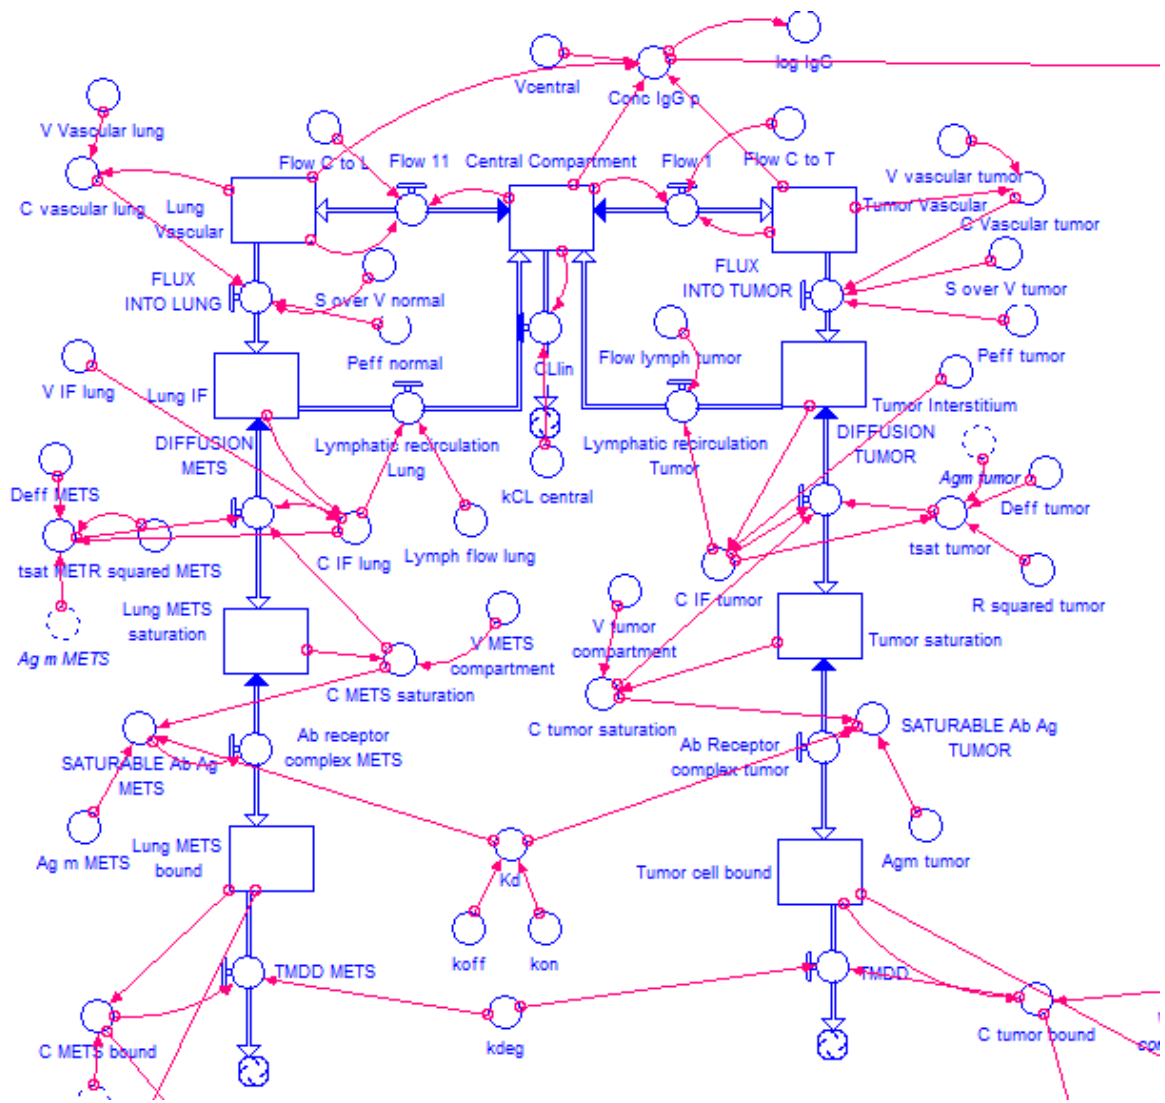 log IgG
Vcentral
Conc IgG p
V Vascular lung
Flow C to L
Flow 11
Central Compartment
Flow 1
Flow C to T
V vascular tumor
C vascular lung
Lung
Vascular
Tumor Vascular
C Vascular tumor
FLUX
INTO LUNG
S over V normal
FLUX
INTO TUMOR
S over V tumor
Peff normal
CLlin
Flow lymph tumor
Peff tumor
V IF lung
Lung IF
Tumor Interstitium
DIFFUSION
METS
Lymphatic recirculation
Lung
Lymphatic recirculation
Tumor
DIFFUSION
TUMOR
Agm tumor
Deff METS
kCL central
Deff tumor
tsat MET
R squared METS
C IF lung
Lymph flow lung
tsat tumor
C IF tumor
R squared tumor
Lung METS
saturation
V METS
compartment
V tumor
compartment
Tumor saturation
Ag m METS
C METS saturation
C tumor saturation
SATURABLE Ab Ag
TUMOR
Ab receptor
complex METS
Ab Receptor
complex tumor
SATURABLE Ab Ag
METS
Ag m METS
Lung METS
bound
Kd
Tumor cell bound
Agm tumor
koff
kon
TMDD METS
TMDD
C METS bound
kdeg
C tumor bound